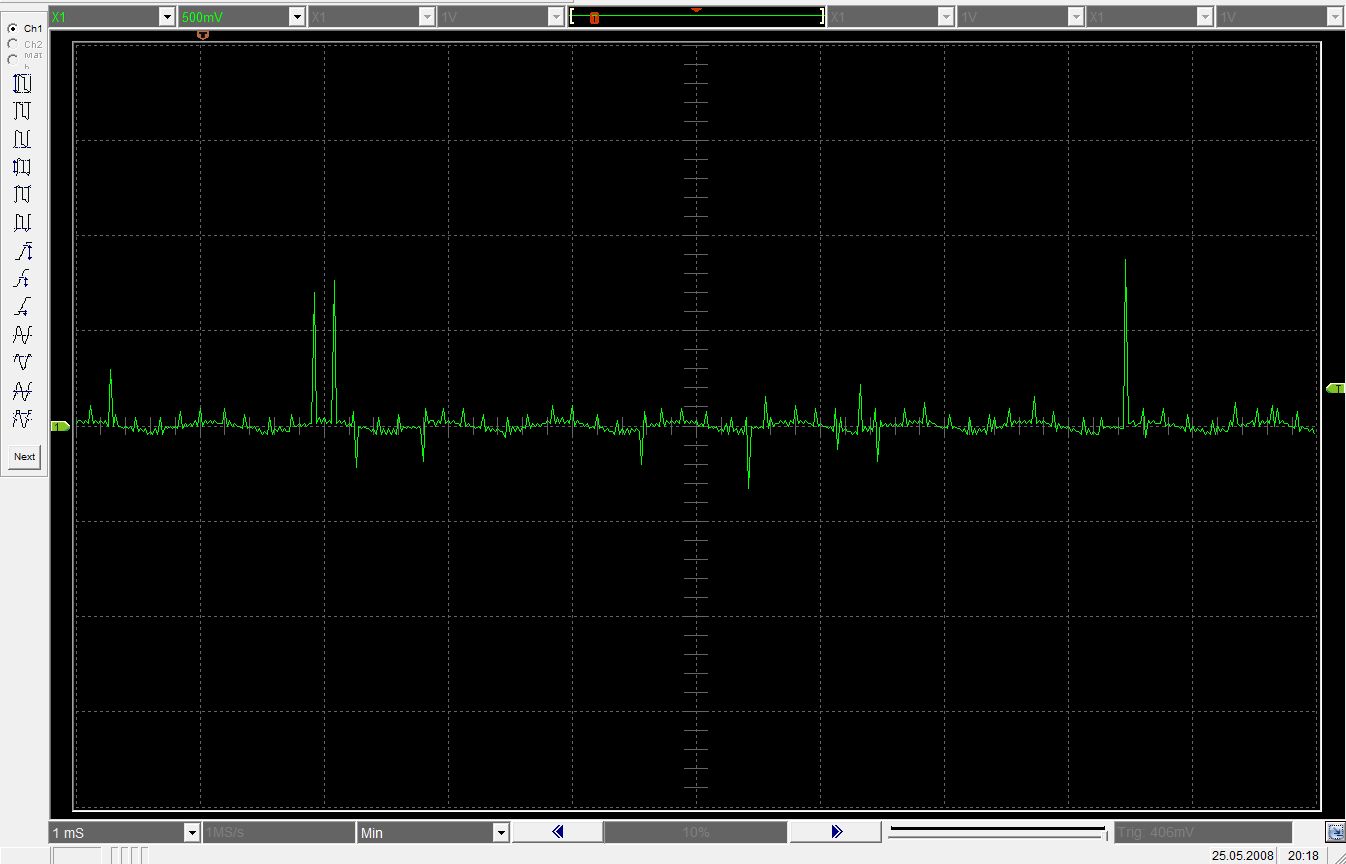 X1 500mV X1 1V X1 1V X1 1V
Ch1
Ch2
Mat
h
1
T
Next
1 mS 1MS/s Min 10% Trig: 406mV
25.05.2008 20:18